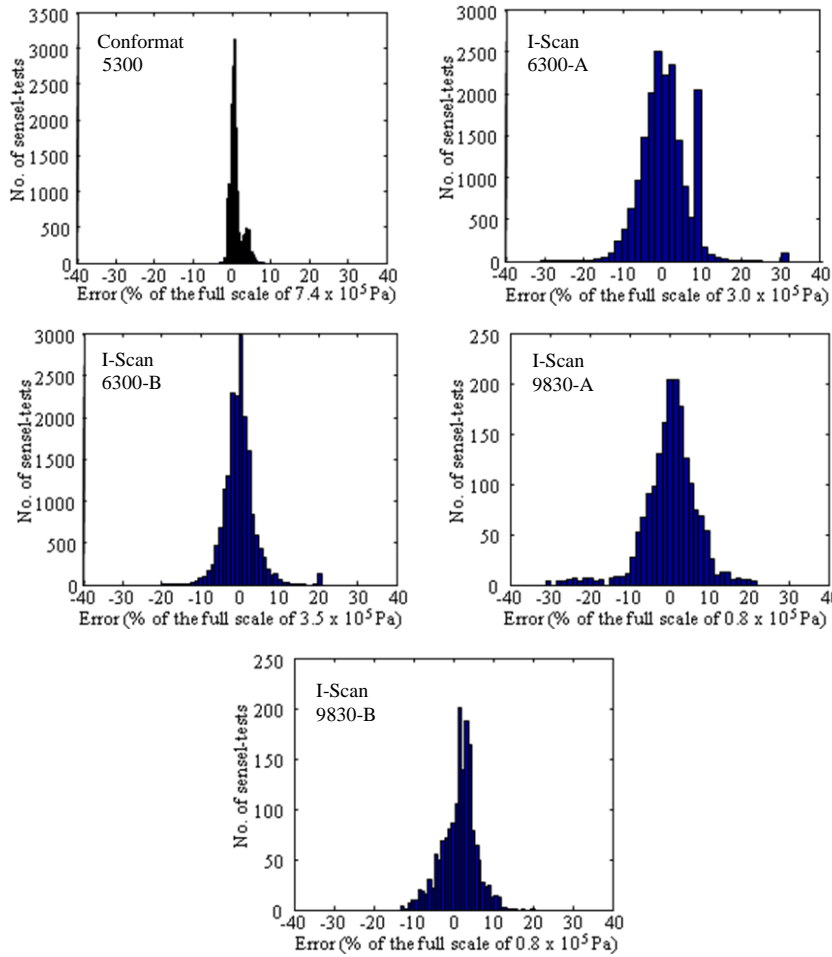 3500
3000
2500
2000
1500
1000
500
0
No. of sensel-tests
Conformat
5300
-40 -30 -20 -10 0 10 20 30 40
Error (% of the full scale of 7.4 x 10⁵ Pa)
3000
2500
2000
1500
1000
500
0
No. of sensel-tests
I-Scan
6300-A
-40 -30 -20 -10 0 10 20 30 40
Error (% of the full scale of 3.0 x 10⁵ Pa)
3000
2500
2000
1500
1000
500
0
No. of sensel-tests
I-Scan
6300-B
-40 -30 -20 -10 0 10 20 30 40
Error (% of the full scale of 3.5 x 10⁵ Pa)
250
200
150
100
50
0
No. of sensel-tests
I-Scan
9830-A
-40 -30 -20 -10 0 10 20 30 40
Error (% of the full scale of 0.8 x 10⁵ Pa)
250
200
150
100
50
0
No. of sensel-tests
I-Scan
9830-B
-40 -30 -20 -10 0 10 20 30 40
Error (% of the full scale of 0.8 x 10⁵ Pa)